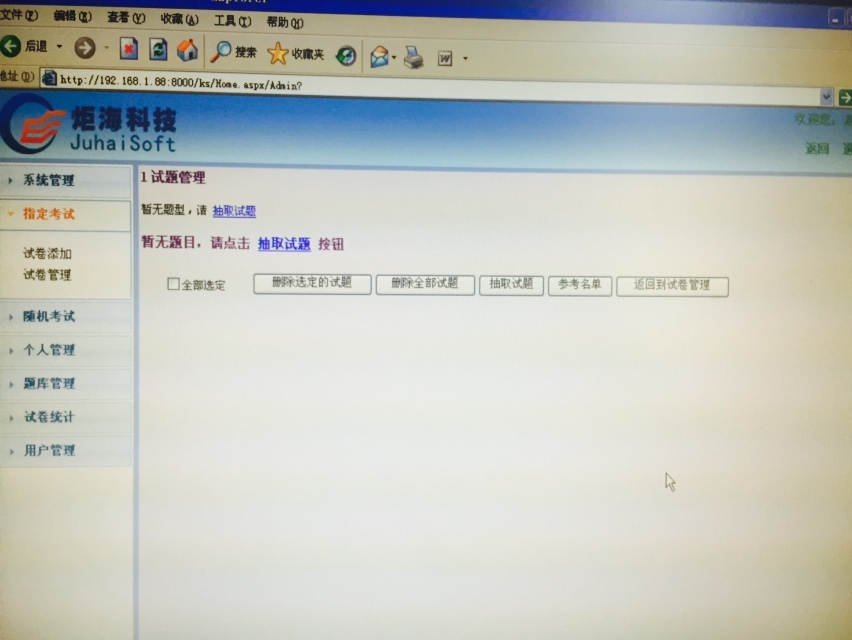 文件(F) 编辑(E) 查看(V) 收藏(A) 工具(T) 帮助(H)
后退 搜索 收藏夹
地址(D) http://192.168.1.88:8000/ks/Home.aspx/Admin?
炬海科技
JuhaiSoft
欢迎您,
返回
系统管理
指定考试
试卷添加
试卷管理
随机考试
个人管理
题库管理
试卷统计
用户管理
1 试题管理
暂无题型，请 抽取试题
暂无题目，请点击 抽取试题 按钮
全部选定 删除选定的试题 删除全部试题 抽取试题 参考名单 返回到试卷管理